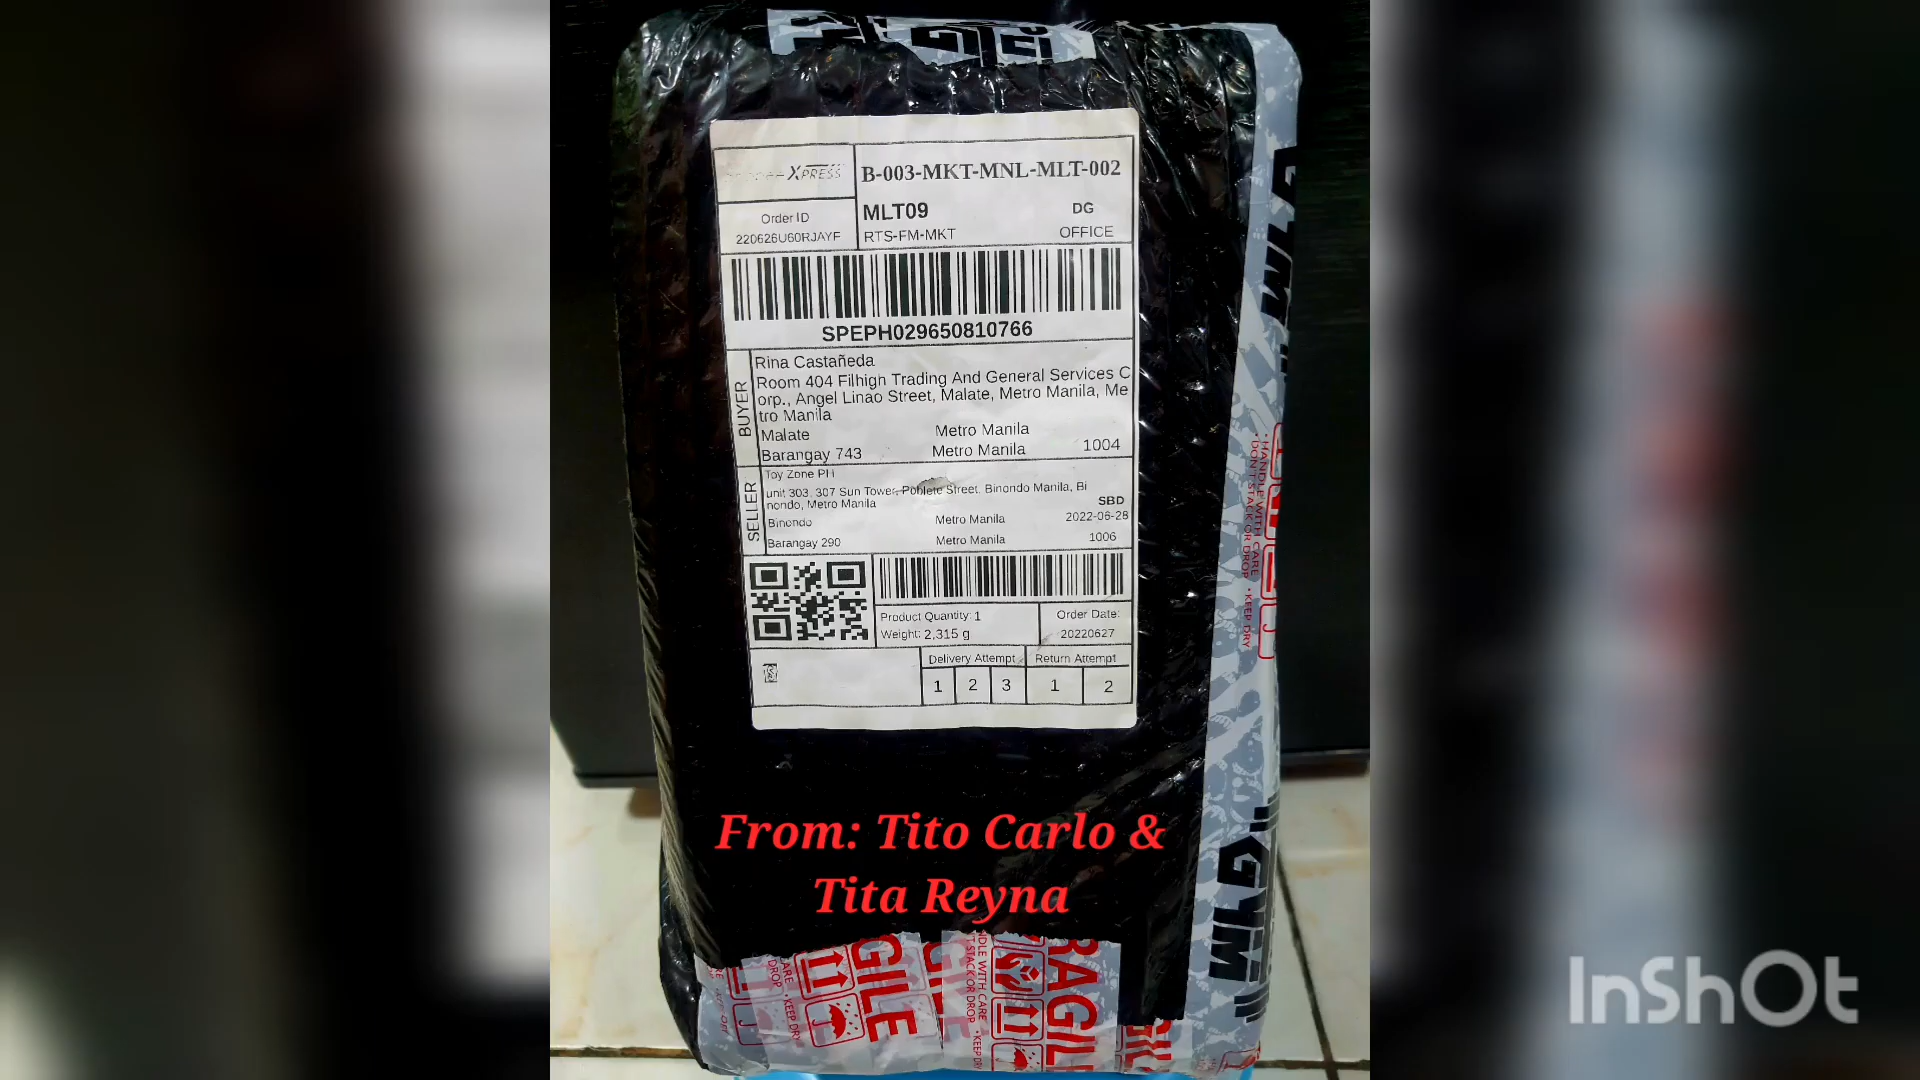 XPRESS
B-003-MKT-MNL-MLT-002
Order ID
220626U60RJAYF
MLT09
DG
RTS-FM-MKT
OFFICE
SPEPH029650810766
BUYER
Rina Castañeda
Room 404 Filhigh Trading And General Services C
orp., Angel Linao Street, Malate, Metro Manila, Me
tro Manila
Malate
Metro Manila
Barangay 743
Metro Manila
1004
SELLER
Toy Zone PH
unit 303, 307 Sun Tower, Poblete Street, Binondo Manila, Bi
nondo, Metro Manila
SBD
Binondo
Metro Manila
2022-06-28
Barangay 290
Metro Manila
1006
Product Quantity: 1
Weight: 2,315 g
Order Date:
20220627
Delivery Attempt
Return Attempt
1 2 3 1 2
HANDLE WITH CARE
DON'T STACK OR DROP • KEEP DRY
From: Tito Carlo &
Tita Reyna
InShOt